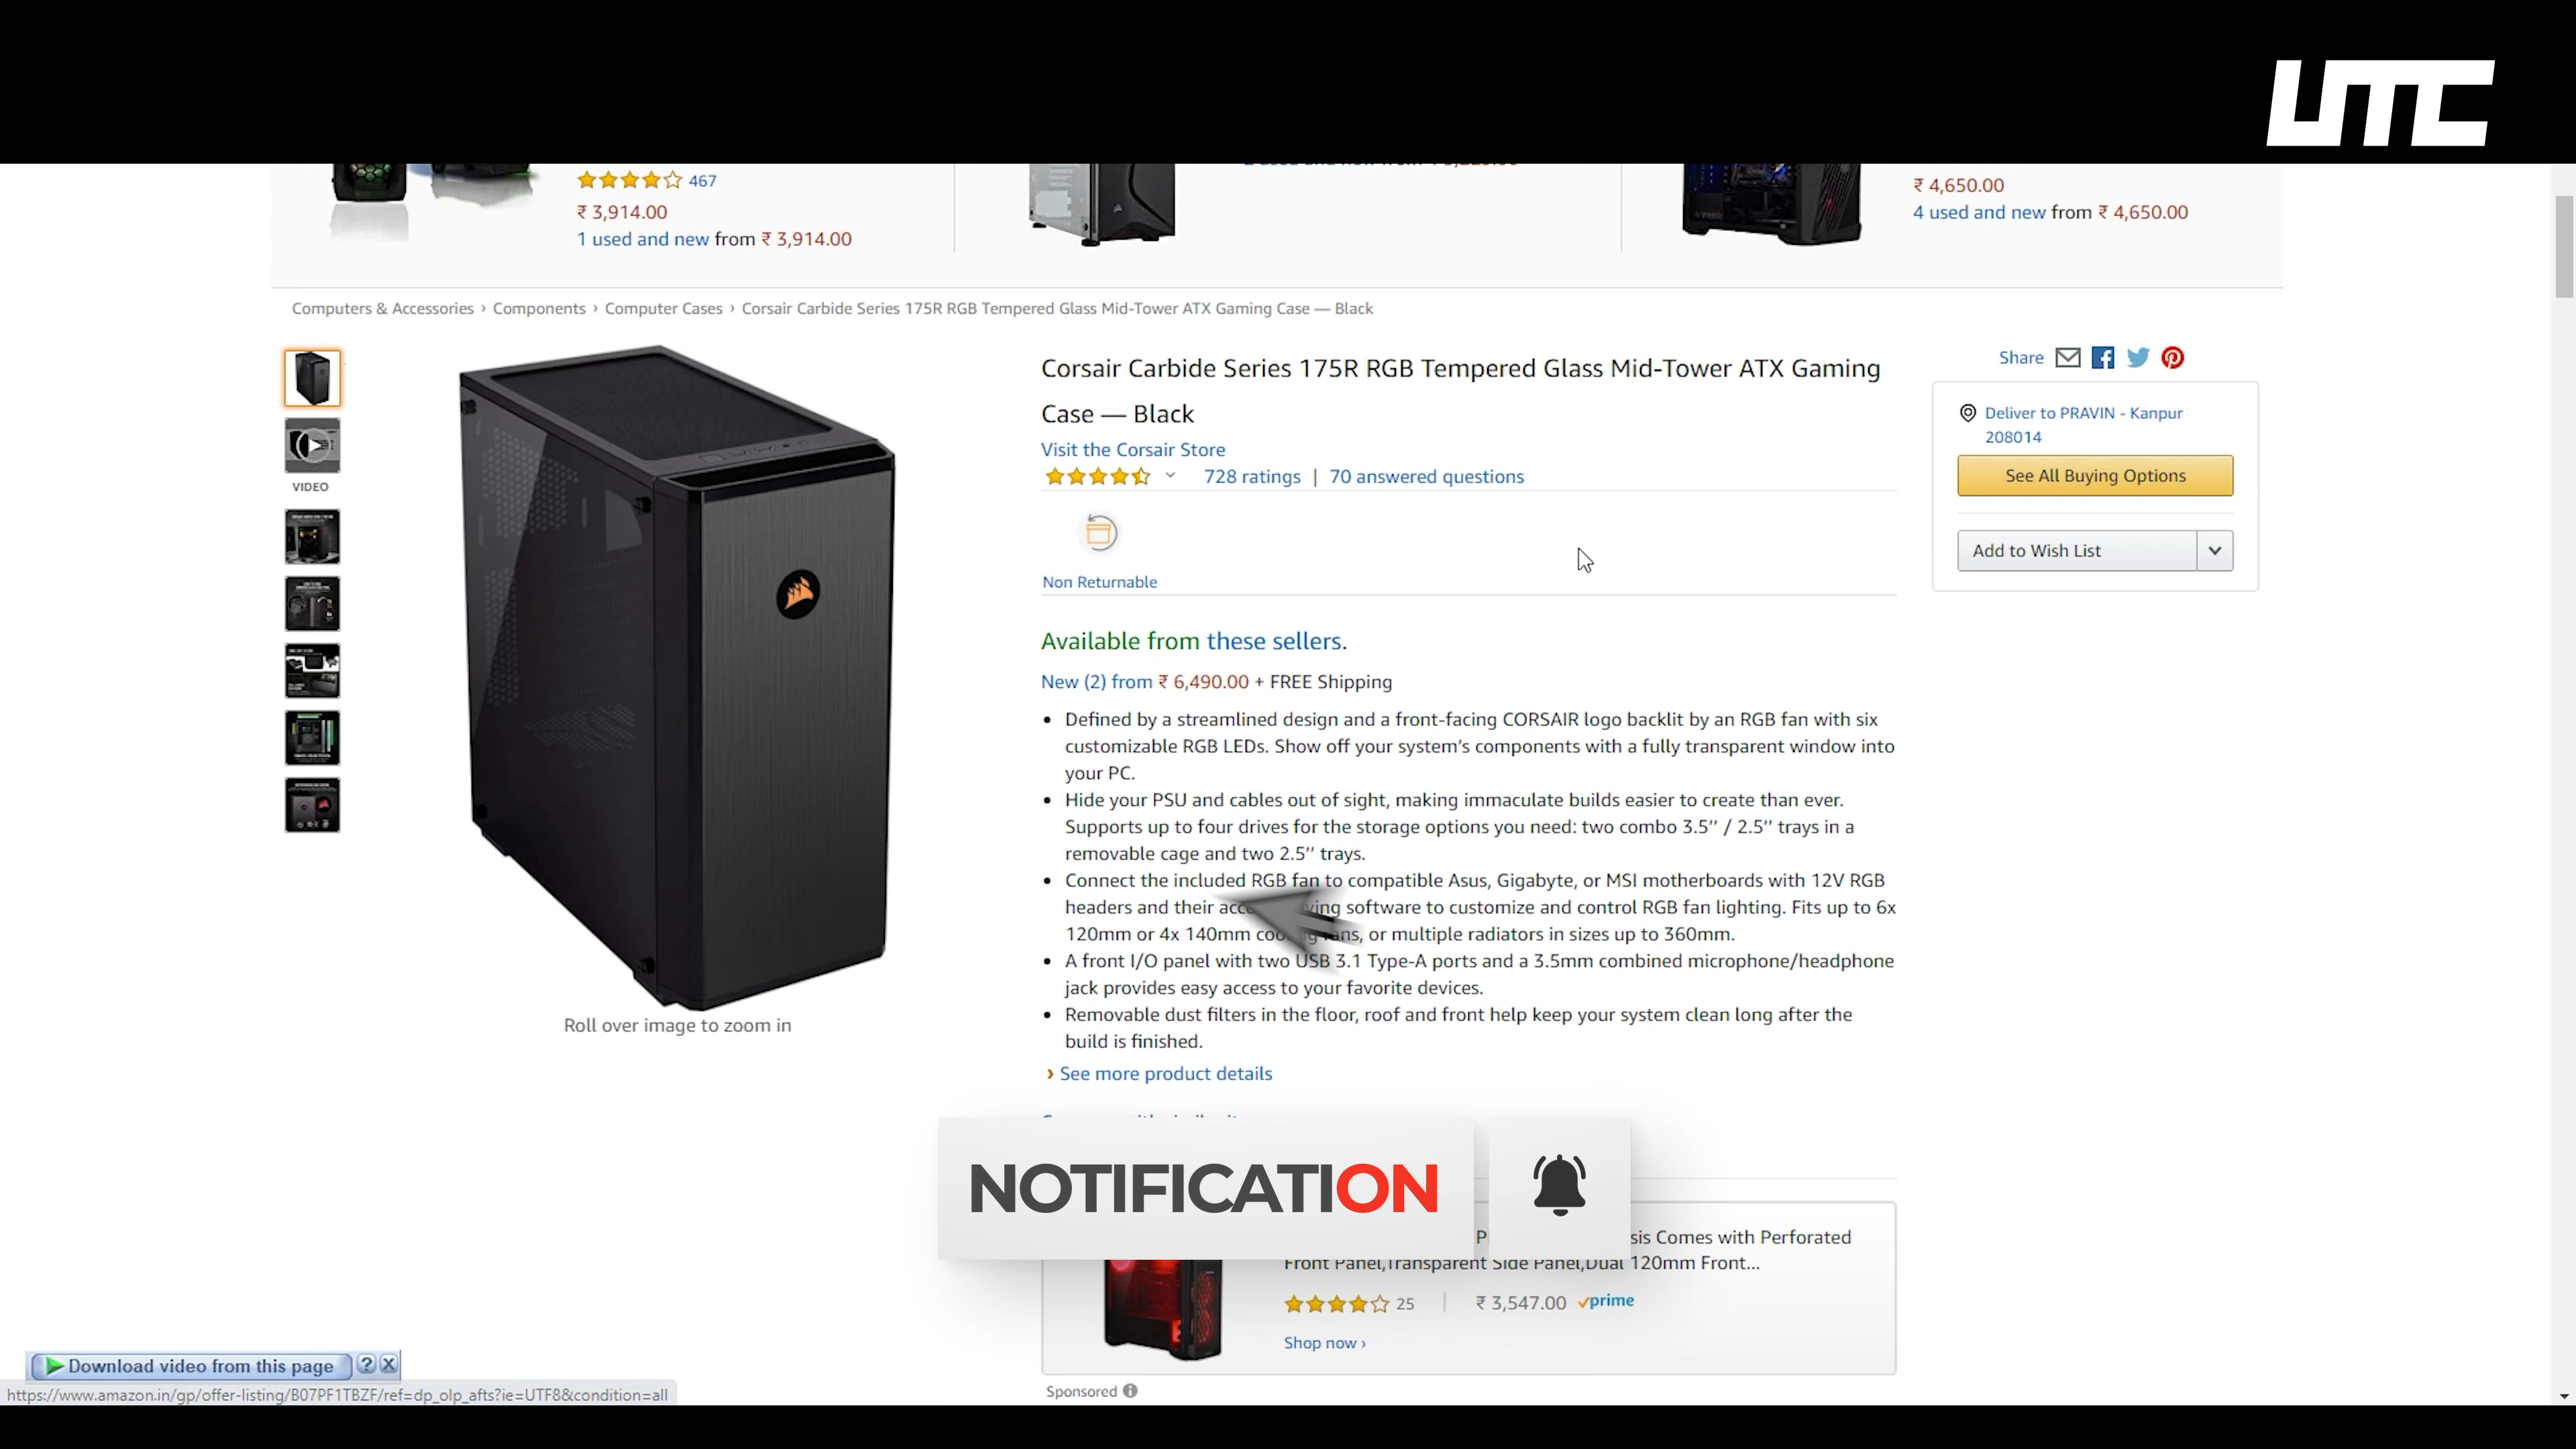 UTC
467
₹ 3,914.00
1 used and new from ₹ 3,914.00
₹ 4,650.00
4 used and new from ₹ 4,650.00
Computers & Accessories › Components › Computer Cases › Corsair Carbide Series 175R RGB Tempered Glass Mid-Tower ATX Gaming Case — Black
VIDEO
Roll over image to zoom in
Corsair Carbide Series 175R RGB Tempered Glass Mid-Tower ATX Gaming
Case — Black
Visit the Corsair Store
728 ratings | 70 answered questions
Non Returnable
Available from these sellers.
New (2) from ₹ 6,490.00 + FREE Shipping
• Defined by a streamlined design and a front-facing CORSAIR logo backlit by an RGB fan with six
customizable RGB LEDs. Show off your system's components with a fully transparent window into
your PC.
• Hide your PSU and cables out of sight, making immaculate builds easier to create than ever.
Supports up to four drives for the storage options you need: two combo 3.5'' / 2.5'' trays in a
removable cage and two 2.5'' trays.
• Connect the included RGB fan to compatible Asus, Gigabyte, or MSI motherboards with 12V RGB
headers and their software to customize and control RGB fan lighting. Fits up to 6x
120mm or 4x 140mm fans, or multiple radiators in sizes up to 360mm.
• A front I/O panel with two USB 3.1 Type-A ports and a 3.5mm combined microphone/headphone
jack provides easy access to your favorite devices.
• Removable dust filters in the floor, roof and front help keep your system clean long after the
build is finished.
› See more product details
Share
Deliver to PRAVIN - Kanpur
208014
See All Buying Options
Add to Wish List
NOTIFICATION
Comes with Perforated
Front Panel,Transparent Side Panel,Dual 120mm Front...
25 | ₹ 3,547.00 prime
Shop now ›
Sponsored
Download video from this page ? X
https://www.amazon.in/gp/offer-listing/B07PF1TBZF/ref=dp_olp_afts?ie=UTF8&condition=all